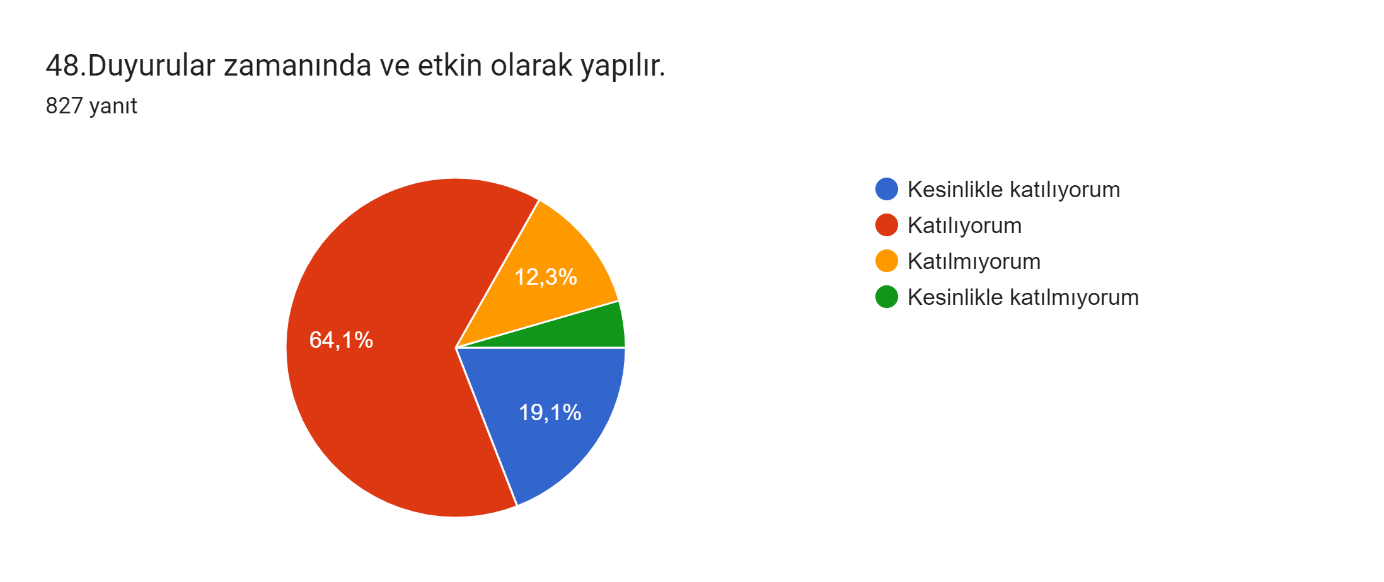 48.Duyurular zamanında ve etkin olarak yapılır.
827 yanıt
Kesinlikle katılıyorum
Katılıyorum
Katılmıyorum
Kesinlikle katılmıyorum
12,3%
64,1%
19,1%